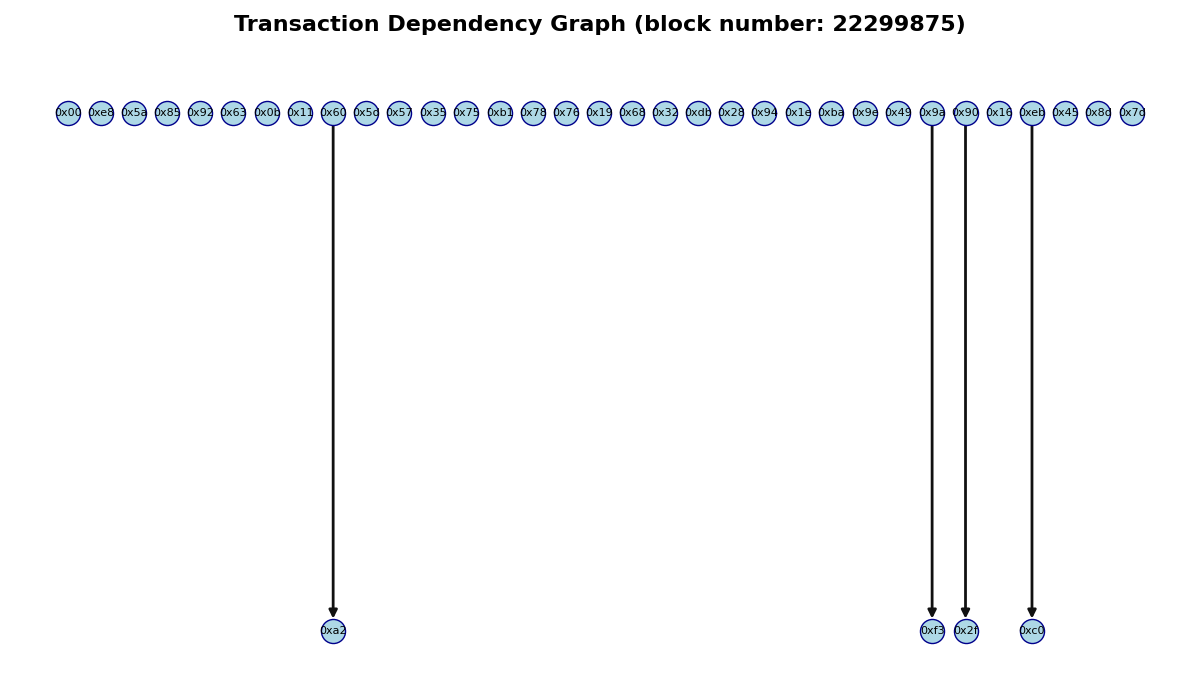 Transaction Dependency Graph (block number: 22299875)
0x00 0xe8 0x5a 0x85 0x92 0x63 0x0b 0x11 0x60 0x5d 0x57 0x35 0x75 0xb1 0x78 0x76 0x19 0x68 0x32 0xdb 0x28 0x94 0x1e 0xba 0x9e 0x49 0x9a 0x90 0x16 0xeb 0x45 0x8d 0x7d
0xa2 0xf3 0x2f 0xc0